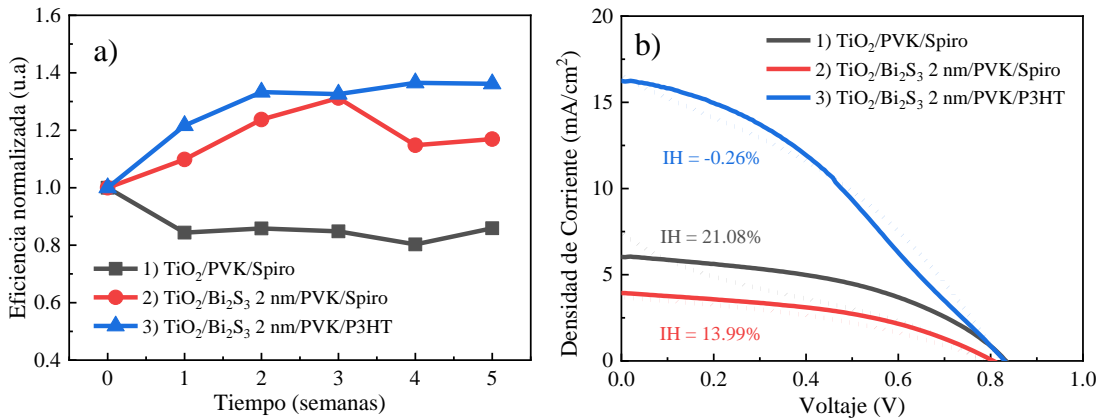 a)
Eficiencia normalizada (u.a)
1.6
1.4
1.2
1.0
0.8
0.6
0.4
1) TiO₂/PVK/Spiro
2) TiO₂/Bi₂S₃ 2 nm/PVK/Spiro
3) TiO₂/Bi₂S₃ 2 nm/PVK/P3HT
0 1 2 3 4 5
Tiempo (semanas)
b)
Densidad de Corriente (mA/cm²)
20
15
10
5
0
1) TiO₂/PVK/Spiro
2) TiO₂/Bi₂S₃ 2 nm/PVK/Spiro
3) TiO₂/Bi₂S₃ 2 nm/PVK/P3HT
IH = -0.26%
IH = 21.08%
IH = 13.99%
0.0 0.2 0.4 0.6 0.8 1.0
Voltaje (V)